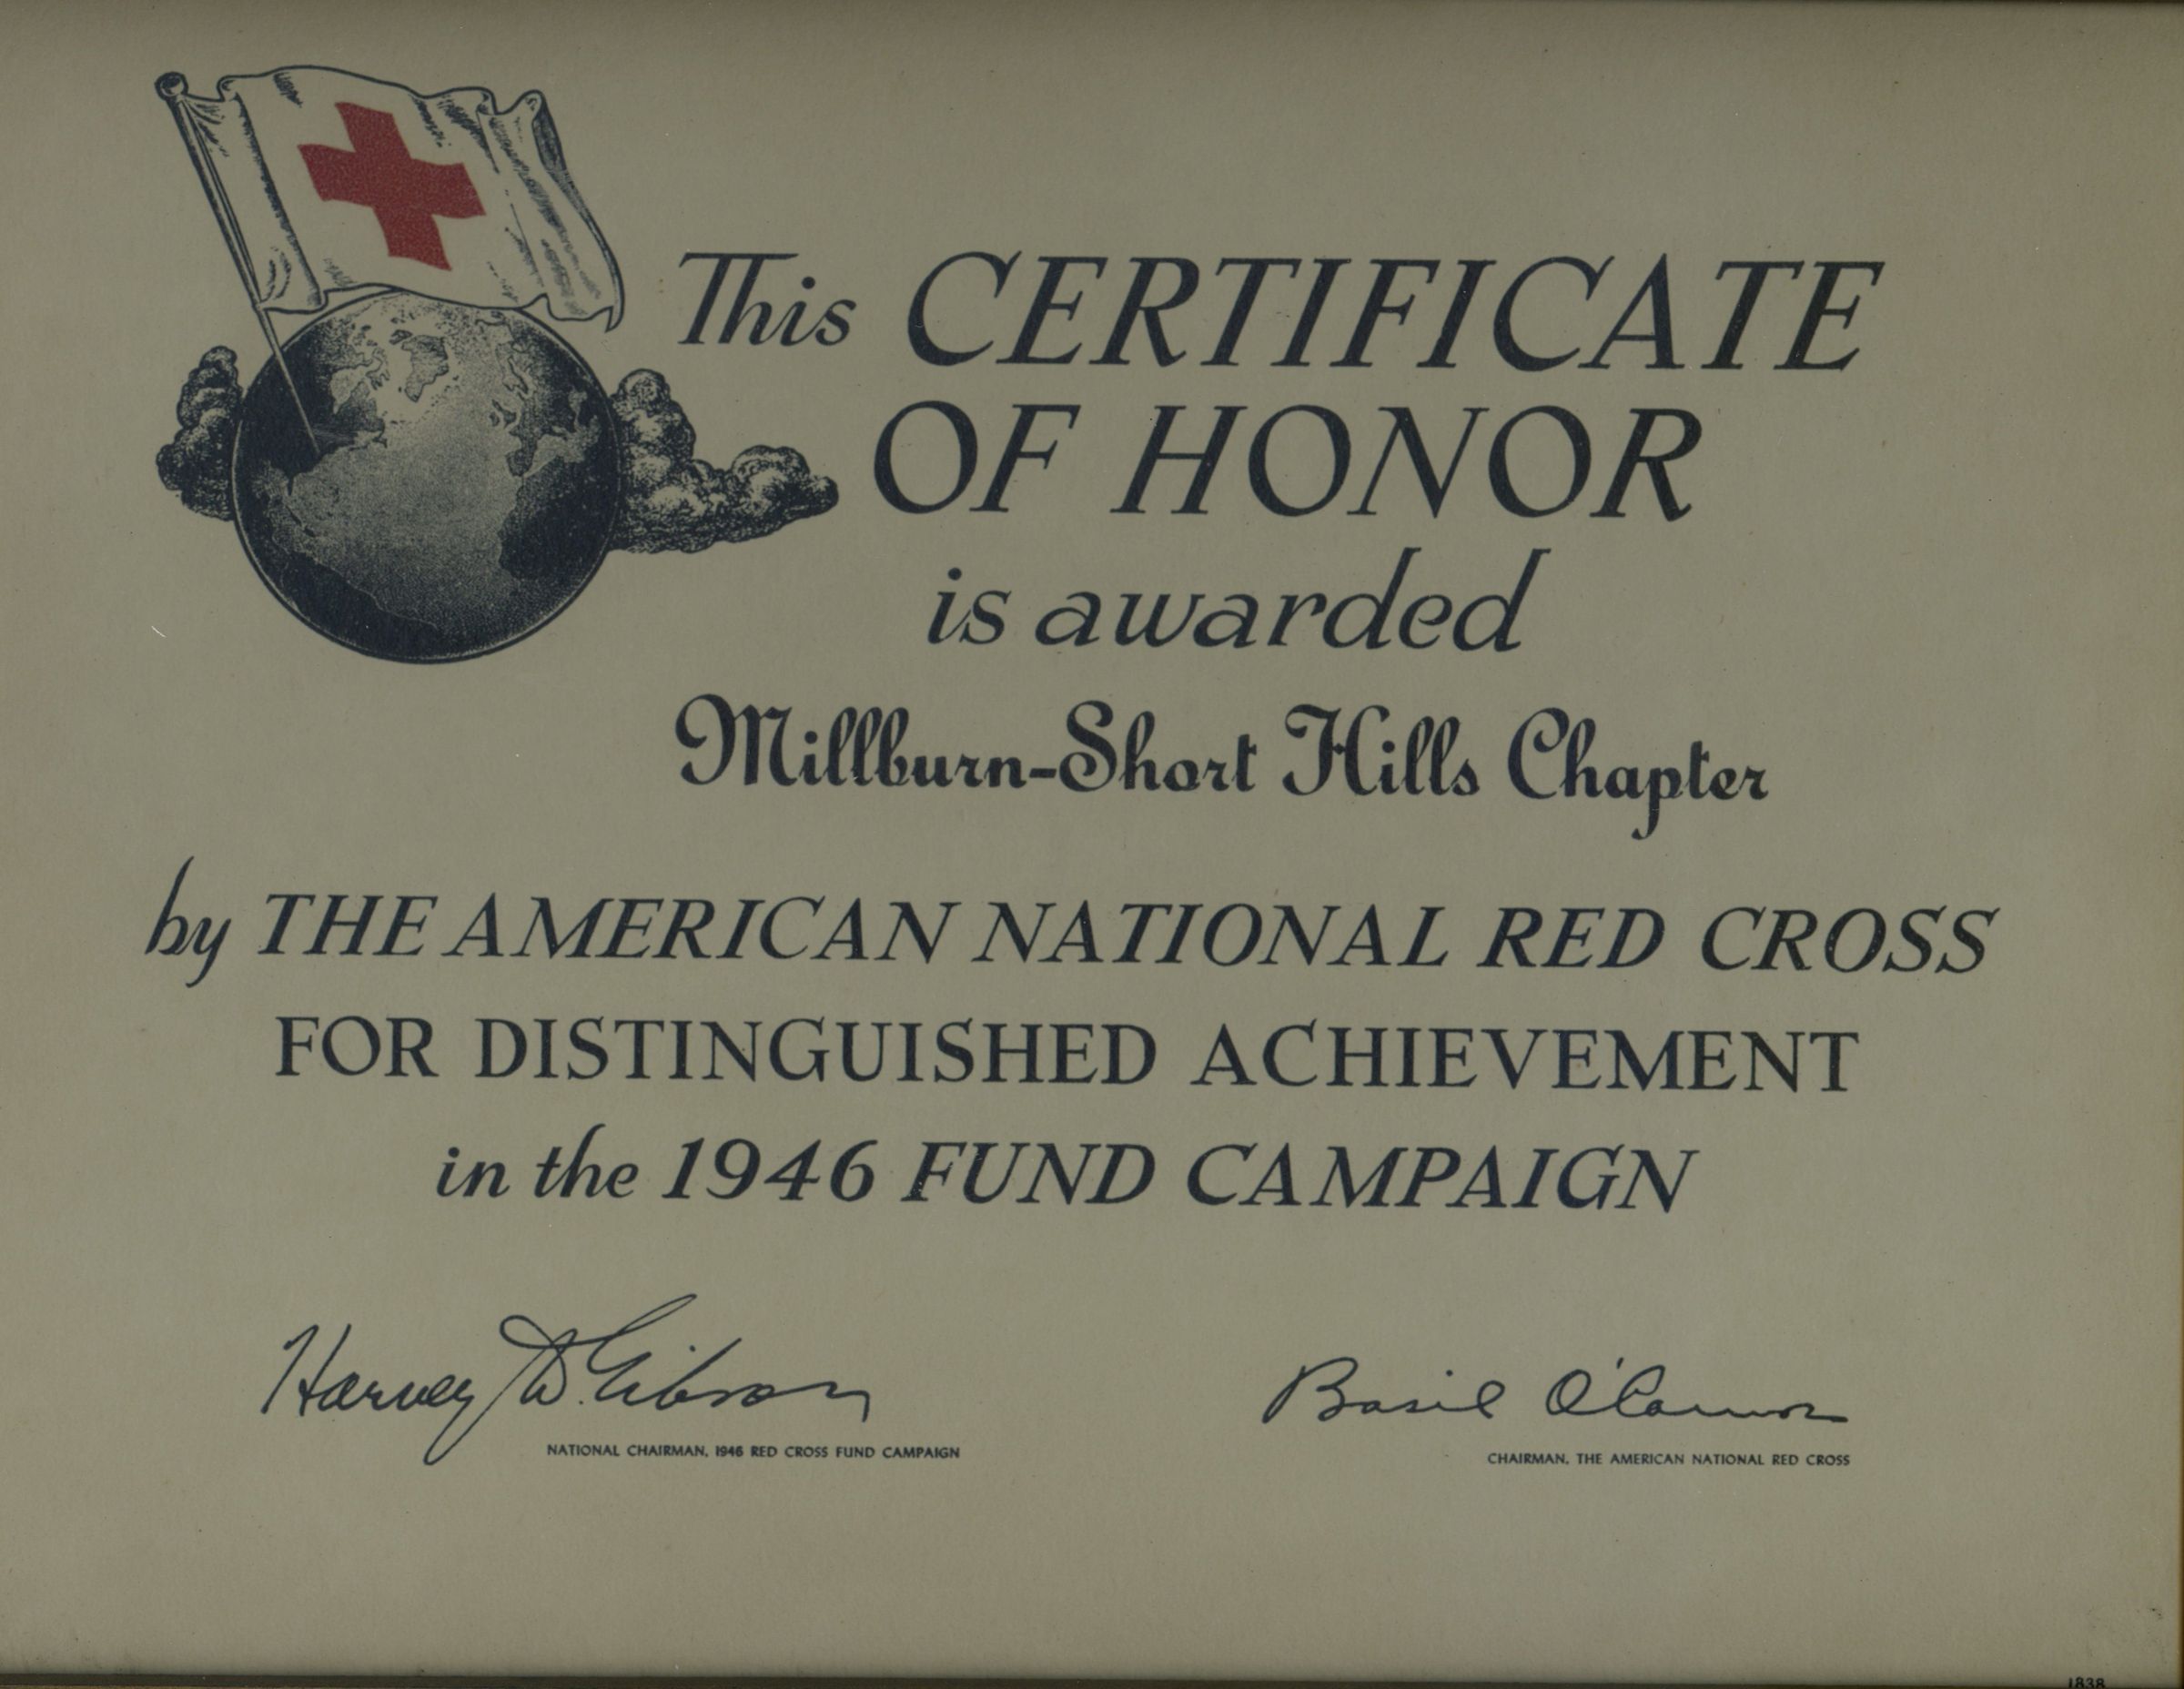 This CERTIFICATE
OF HONOR
is awarded
Millburn-Short Hills Chapter
by THE AMERICAN NATIONAL RED CROSS
FOR DISTINGUISHED ACHIEVEMENT
in the 1946 FUND CAMPAIGN
Harvey D. Gibson
NATIONAL CHAIRMAN, 1946 RED CROSS FUND CAMPAIGN
Basil O'Connor
CHAIRMAN, THE AMERICAN NATIONAL RED CROSS
1838